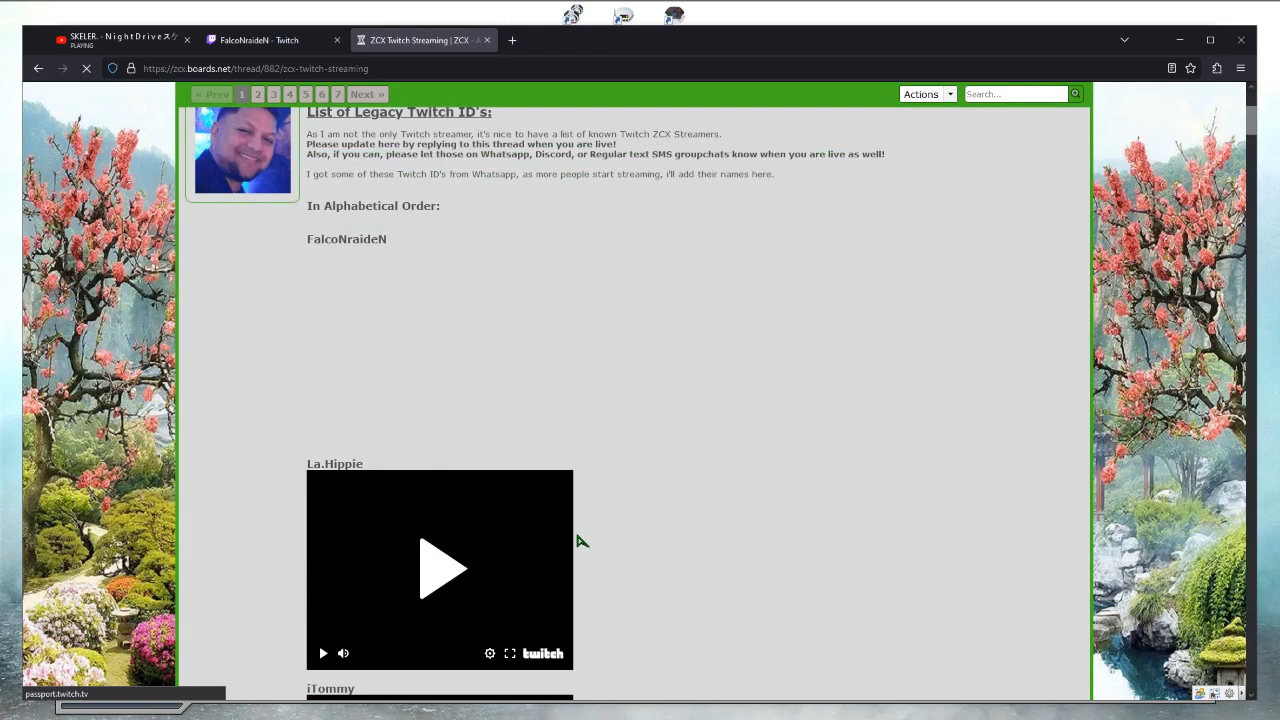 SKELER. - N i g h t D r i v e スケ
PLAYING
FalcoNraideN - Twitch
ZCX Twitch Streaming | ZCX - A
https://zcx.boards.net/thread/882/zcx-twitch-streaming
« Prev 1 2 3 4 5 6 7 Next »
Actions
Search...
List of Legacy Twitch ID's:
As I am not the only Twitch streamer, it's nice to have a list of known Twitch ZCX Streamers.
Please update here by replying to this thread when you are live!
Also, if you can, please let those on Whatsapp, Discord, or Regular text SMS groupchats know when you are live as well!
I got some of these Twitch ID's from Whatsapp, as more people start streaming, i'll add their names here.
In Alphabetical Order:
FalcoNraideN
La.Hippie
twitch
iTommy
passport.twitch.tv